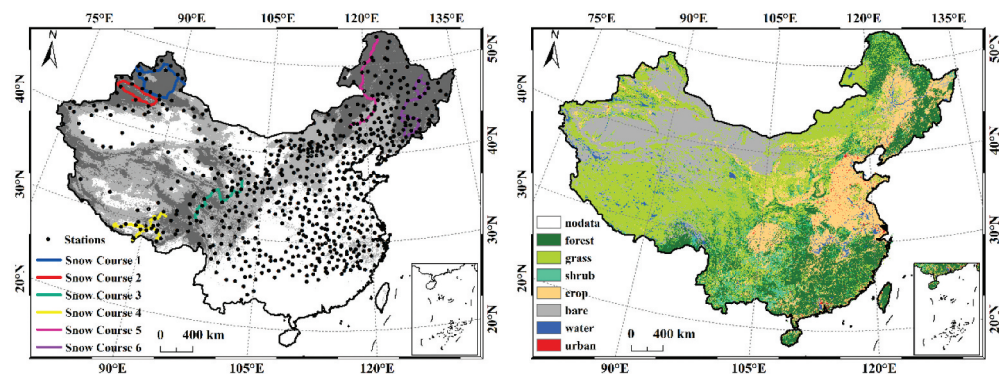 75°E 90°E 105°E 120°E 135°E
N
50°N
40°N
40°N
30°N
30°N
20°N
20°N
Stations
Snow Course 1
Snow Course 2
Snow Course 3
Snow Course 4
Snow Course 5
Snow Course 6
0 400 km
90°E 105°E 120°E
75°E 90°E 105°E 120°E 135°E
N
50°N
40°N
40°N
30°N
30°N
20°N
20°N
nodata
forest
grass
shrub
crop
bare
water
urban
0 400 km
90°E 105°E 120°E